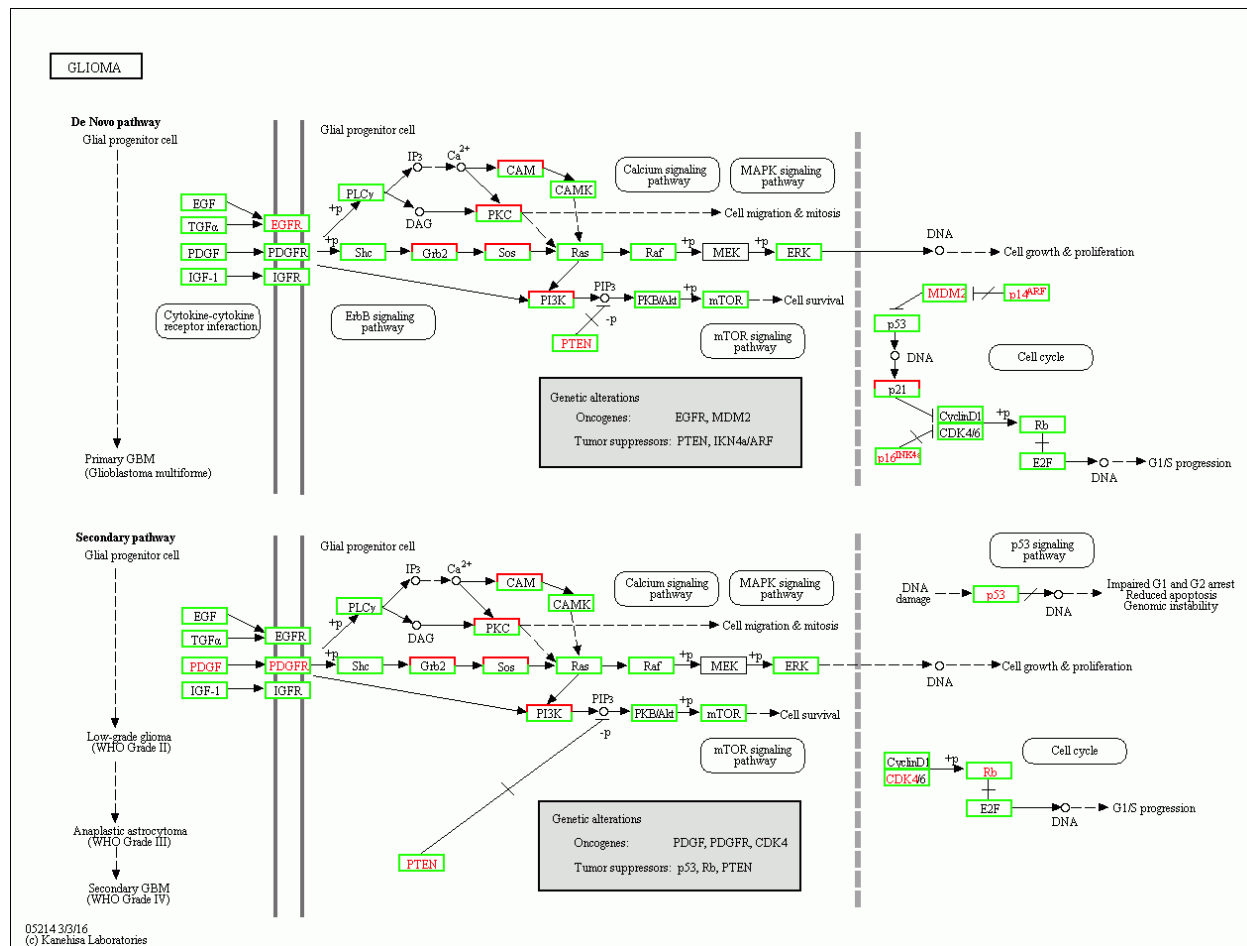 GLIOMA
De Novo pathway
Glial progenitor cell
Primary GBM
(Glioblastoma multiforme)
Glial progenitor cell
EGF
TGFα
PDGF
IGF-1
EGFR
PDGFR
IGFR
Cytokine-cytokine
receptor interaction
+p
+p
PLCγ
IP3
Ca2+
DAG
CAM
CAMK
PKC
Calcium signaling
pathway
MAPK signaling
pathway
Cell migration & mitosis
Shc
Grb2
Sos
Ras
Raf
+p
MEK
+p
ERK
DNA
Cell growth & proliferation
ErbB signaling
pathway
PI3K
PIP3
-p
PTEN
PKB/Akt
+p
mTOR
Cell survival
mTOR signaling
pathway
MDM2
p14ARF
p53
DNA
p21
Cell cycle
CyclinD1
CDK4/6
+p
Rb
p16INK4a
E2F
DNA
G1/S progression
Genetic alterations
Oncogenes: EGFR, MDM2
Tumor suppressors: PTEN, IKN4a/ARF
Secondary pathway
Glial progenitor cell
Low-grade glioma
(WHO Grade II)
Anaplastic astrocytoma
(WHO Grade III)
Secondary GBM
(WHO Grade IV)
Glial progenitor cell
EGF
TGFα
PDGF
IGF-1
EGFR
PDGFR
IGFR
+p
+p
PLCγ
IP3
Ca2+
DAG
CAM
CAMK
PKC
Calcium signaling
pathway
MAPK signaling
pathway
Cell migration & mitosis
Shc
Grb2
Sos
Ras
Raf
+p
MEK
+p
ERK
DNA
Cell growth & proliferation
PI3K
PIP3
-p
PTEN
PKB/Akt
+p
mTOR
Cell survival
mTOR signaling
pathway
p53 signaling
pathway
DNA
damage
p53
DNA
Impaired G1 and G2 arrest
Reduced apoptosis
Genomic instability
CyclinD1
CDK4/6
+p
Rb
Cell cycle
E2F
DNA
G1/S progression
Genetic alterations
Oncogenes: PDGF, PDGFR, CDK4
Tumor suppressors: p53, Rb, PTEN
05214 3/3/16
(c) Kanehisa Laboratories